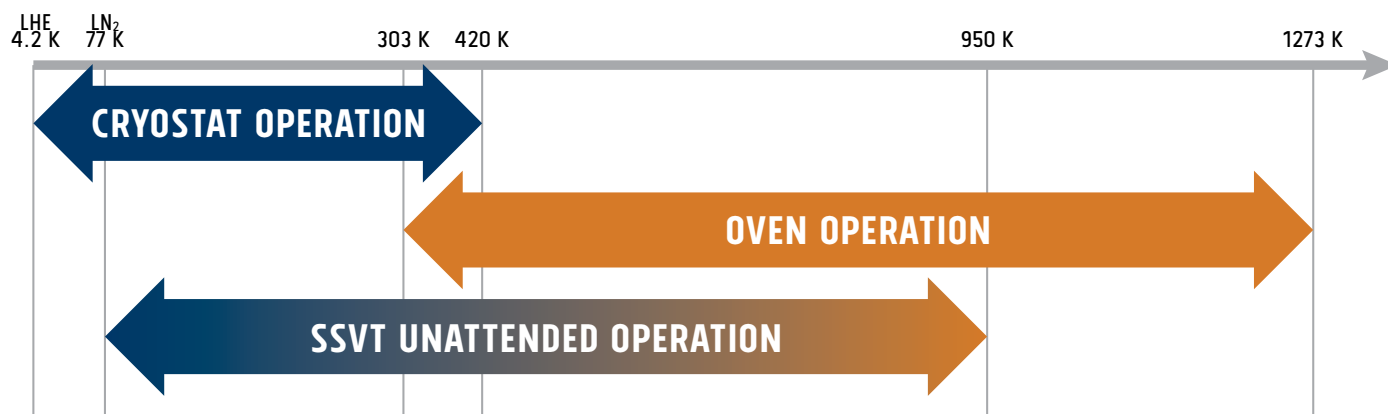 LHE LN₂
4.2 K 77 K 303 K 420 K 950 K 1273 K
CRYOSTAT OPERATION
OVEN OPERATION
SSVT UNATTENDED OPERATION